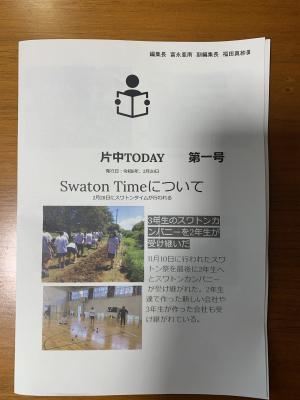 編集長 富永亜南 副編集長 福田真紗美
片中TODAY 第一号
発行日:令和6年、2月20日
Swaton Timeについて
2月28日にスワトンタイムが行われる
3年生のスワトンカ
ンパニーを2年生が
受け継いだ
11月10日に行われたスワ
トン祭を最後に2年生へ
とスワトンカンパニー
が受け継がれた。2年生
達で作った新しい会社や
3年生が作った会社も受
け継がれている。